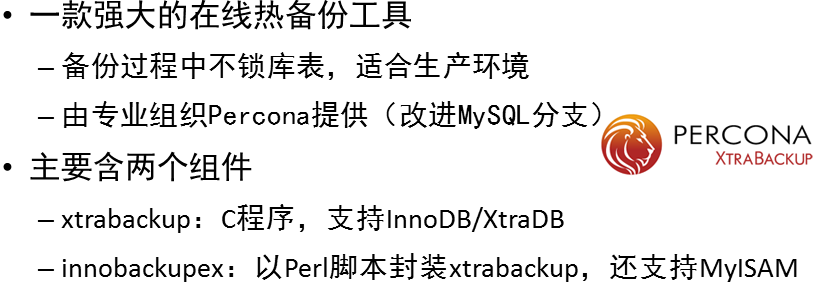 • 一款强大的在线热备份工具
– 备份过程中不锁库表，适合生产环境
– 由专业组织Percona提供（改进MySQL分支）
PERCONA
XTRABACKUP
• 主要含两个组件
– xtrabackup：C程序，支持InnoDB/XtraDB
– innobackupex：以Perl脚本封装xtrabackup，还支持MyISAM